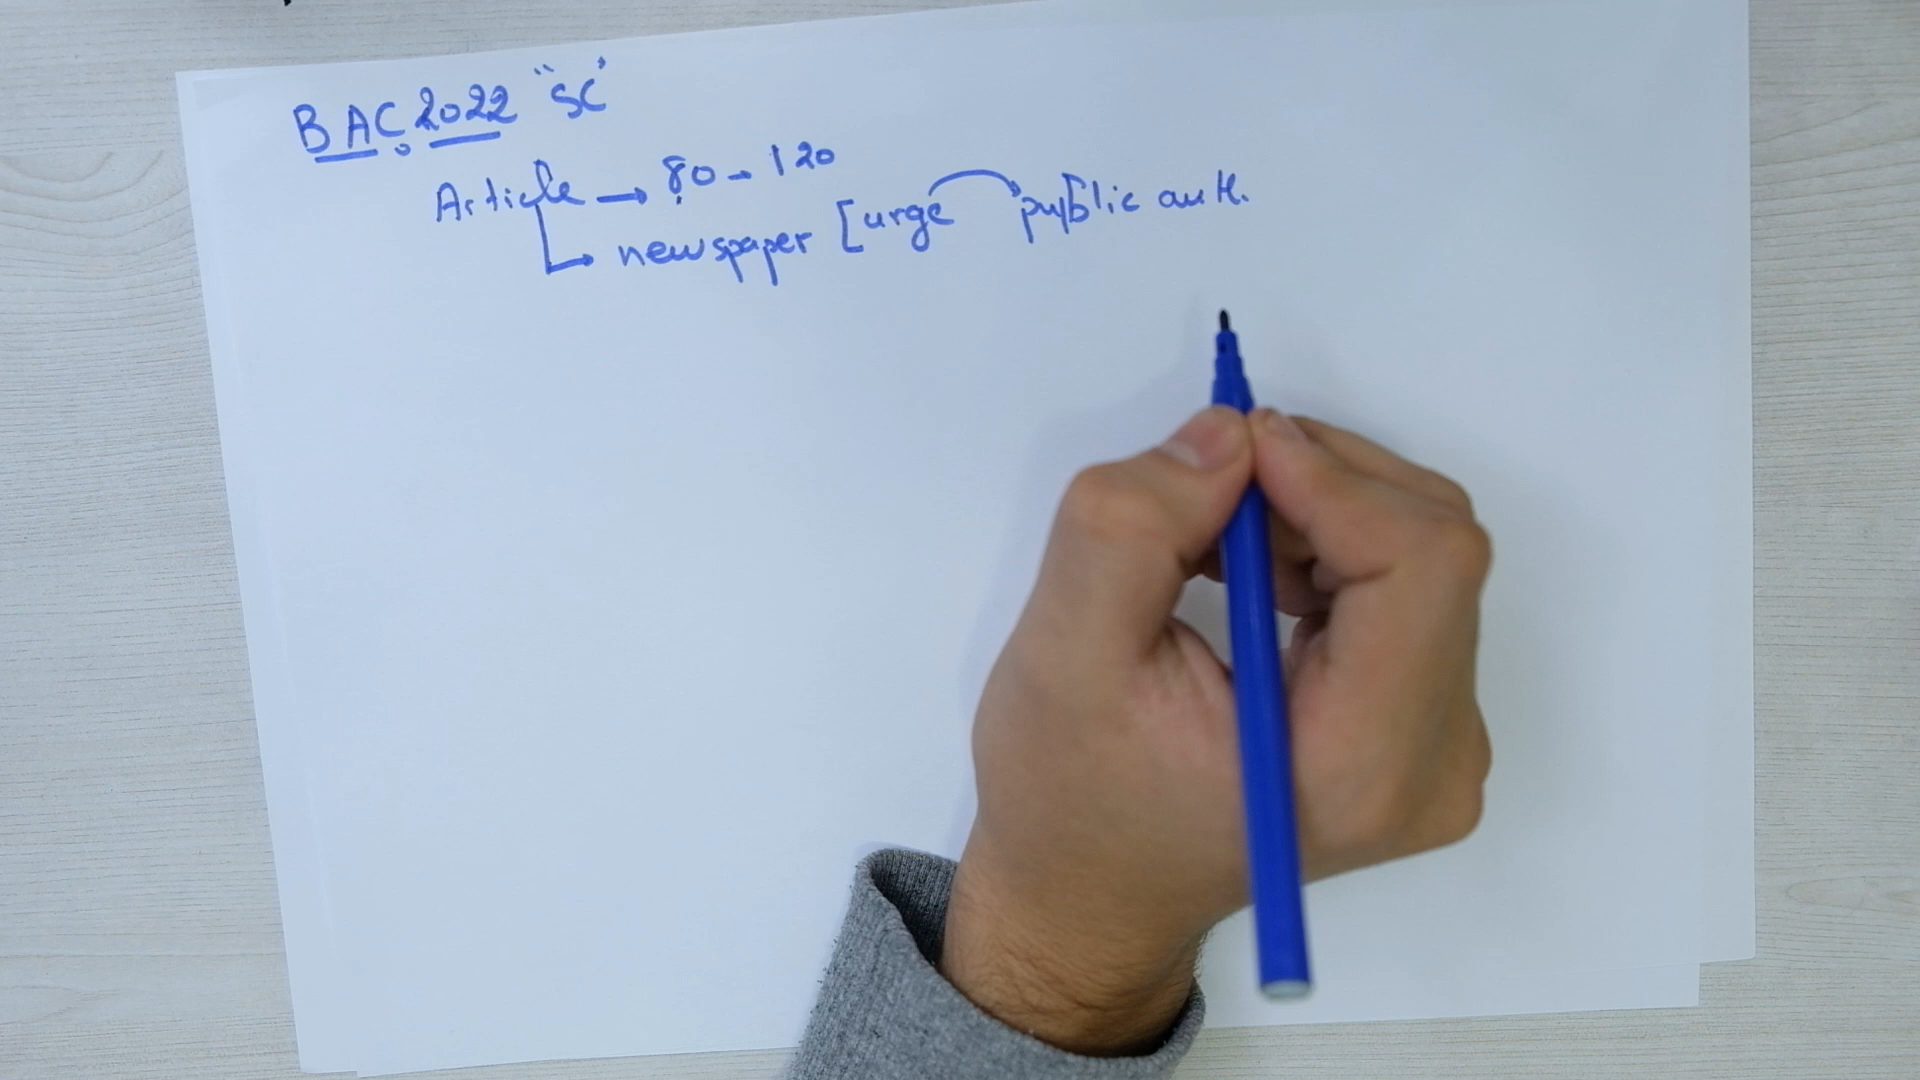 BAC 2022 "SC"
Article → 80 - 120
↳ newspaper [urge public auth.